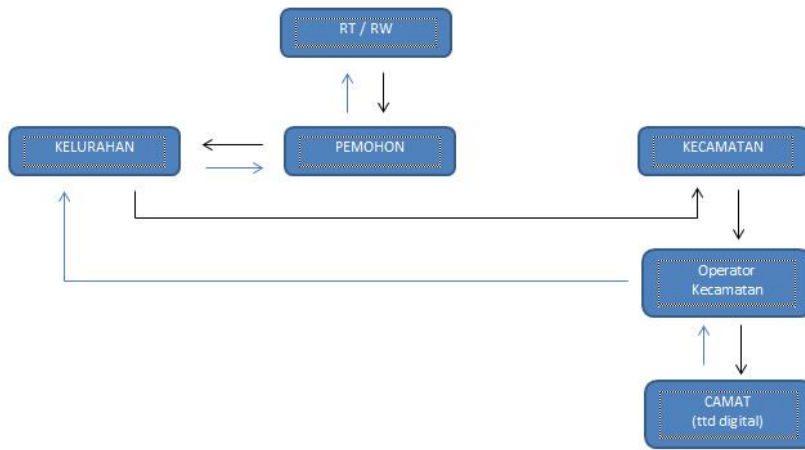 RT / RW
KELURAHAN
PEMOHON
KECAMATAN
Operator
Kecamatan
CAMAT
(ttd digital)